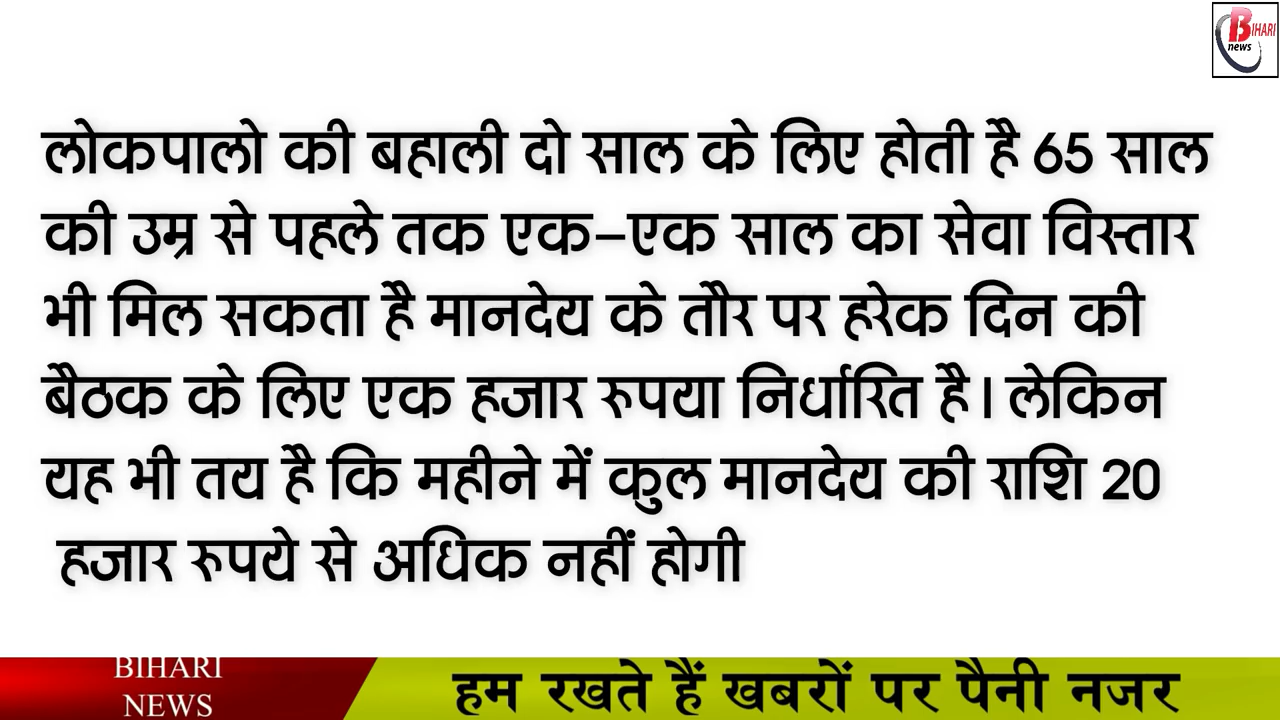 BIHARI
news
लोकपालो की बहाली दो साल के लिए होती है 65 साल
की उम्र से पहले तक एक–एक साल का सेवा विस्तार
भी मिल सकता है मानदेय के तौर पर हरेक दिन की
बैठक के लिए एक हजार रुपया निर्धारित है। लेकिन
यह भी तय है कि महीने में कुल मानदेय की राशि 20
हजार रुपये से अधिक नहीं होगी
BIHARI
NEWS
हम रखते हैं खबरों पर पैनी नजर